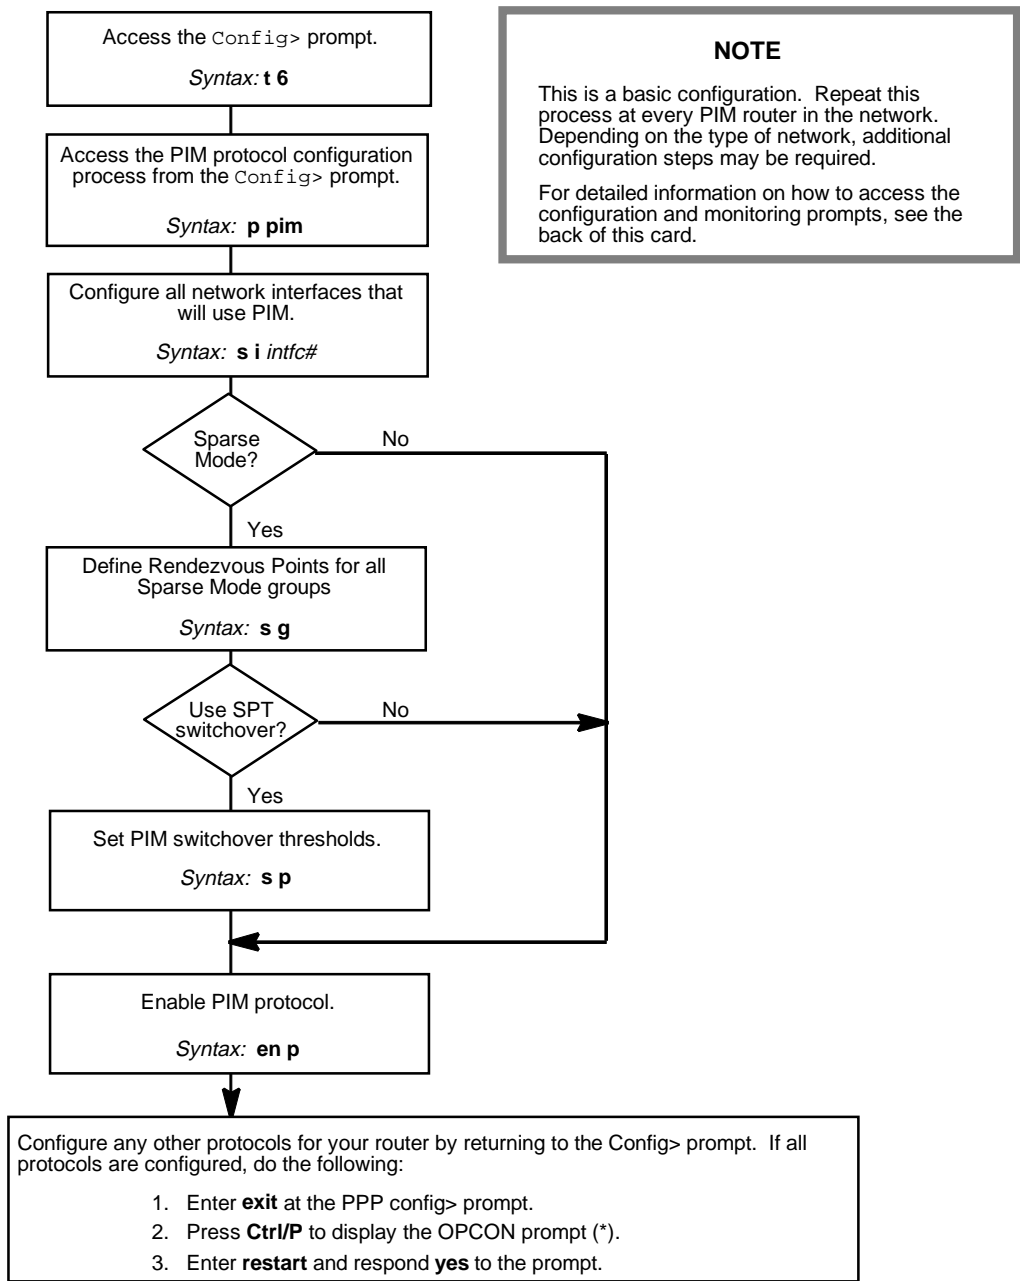 Access the Config> prompt.
Syntax: t 6
NOTE
This is a basic configuration. Repeat this
process at every PIM router in the network.
Depending on the type of network, additional
configuration steps may be required.
For detailed information on how to access the
configuration and monitoring prompts, see the
back of this card.
Access the PIM protocol configuration
process from the Config> prompt.
Syntax: p pim
Configure all network interfaces that
will use PIM.
Syntax: s i intfc#
Sparse
Mode?
No
Yes
Define Rendezvous Points for all
Sparse Mode groups
Syntax: s g
Use SPT
switchover?
No
Yes
Set PIM switchover thresholds.
Syntax: s p
Enable PIM protocol.
Syntax: en p
Configure any other protocols for your router by returning to the Config> prompt. If all
protocols are configured, do the following:
1. Enter exit at the PPP config> prompt.
2. Press Ctrl/P to display the OPCON prompt (*).
3. Enter restart and respond yes to the prompt.